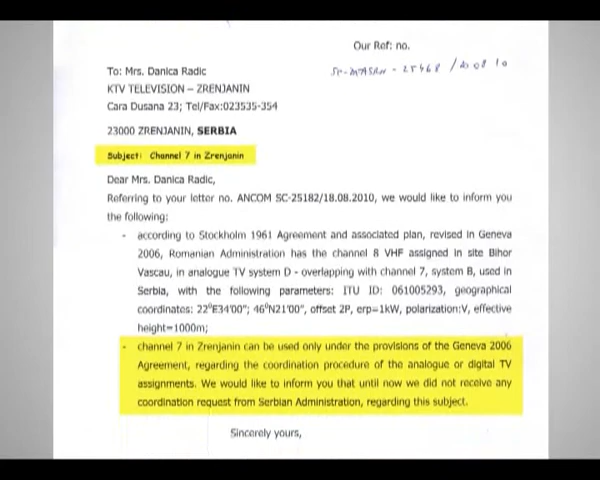 Our Ref: no.
To: Mrs. Danica Radic
KTV TELEVISION – ZRENJANIN
Cara Dusana 23; Tel/Fax:023535-354
23000 ZRENJANIN, SERBIA
Subject: Channel 7 in Zrenjanin
Dear Mrs. Danica Radic,
Referring to your letter no. ANCOM SC-25182/18.08.2010, we would like to inform you
the following:
- according to Stockholm 1961 Agreement and associated plan, revised in Geneva
2006, Romanian Administration has the channel 8 VHF assigned in site Bihor
Vascau, in analogue TV system D - overlapping with channel 7, system B, used in
Serbia, with the following parameters: ITU ID: 061005293, geographical
coordinates: 22⁰E34'00"; 46⁰N21'00", offset 2P, erp=1kW, polarization:V, effective
height=1000m;
- channel 7 in Zrenjanin can be used only under the provisions of the Geneva 2006
Agreement, regarding the coordination procedure of the analogue or digital TV
assignments. We would like to inform you that until now we did not receive any
coordination request from Serbian Administration, regarding this subject.
Sincerely yours,